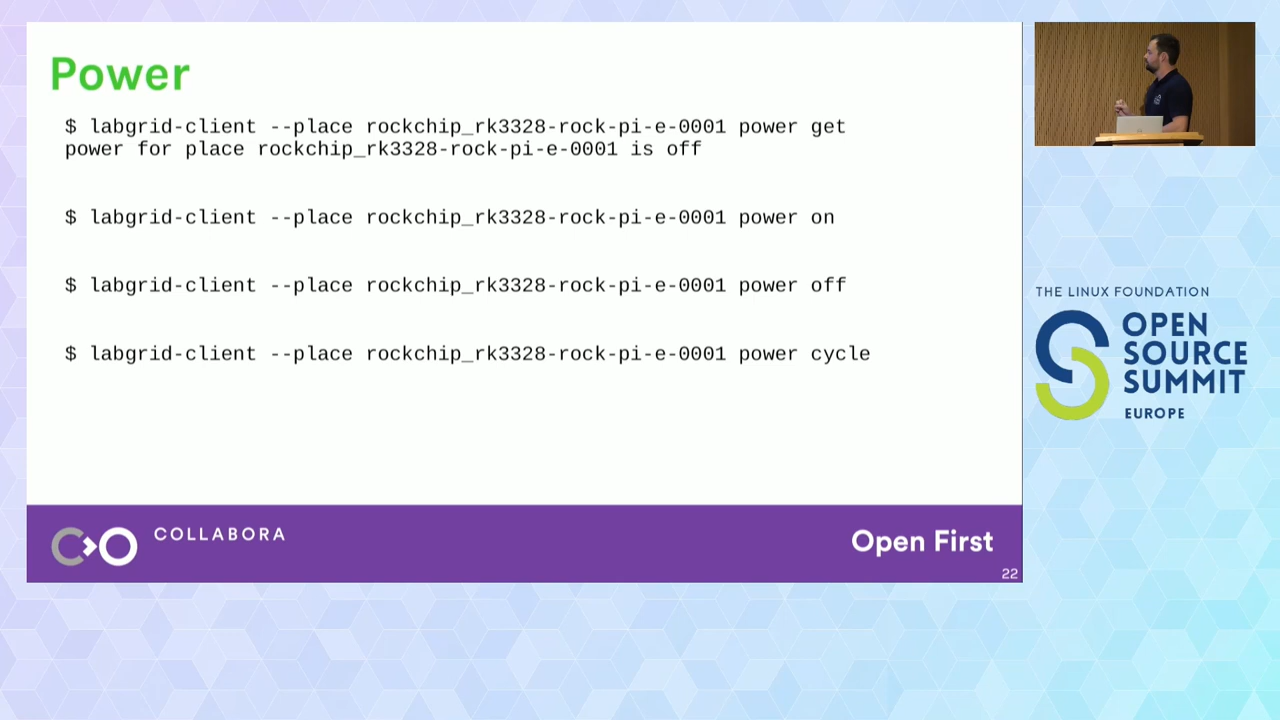 Power
$ labgrid-client --place rockchip_rk3328-rock-pi-e-0001 power get
power for place rockchip_rk3328-rock-pi-e-0001 is off
$ labgrid-client --place rockchip_rk3328-rock-pi-e-0001 power on
$ labgrid-client --place rockchip_rk3328-rock-pi-e-0001 power off
$ labgrid-client --place rockchip_rk3328-rock-pi-e-0001 power cycle
COLLABORA
Open First
22
THE LINUX FOUNDATION
OPEN
SOURCE
SUMMIT
EUROPE